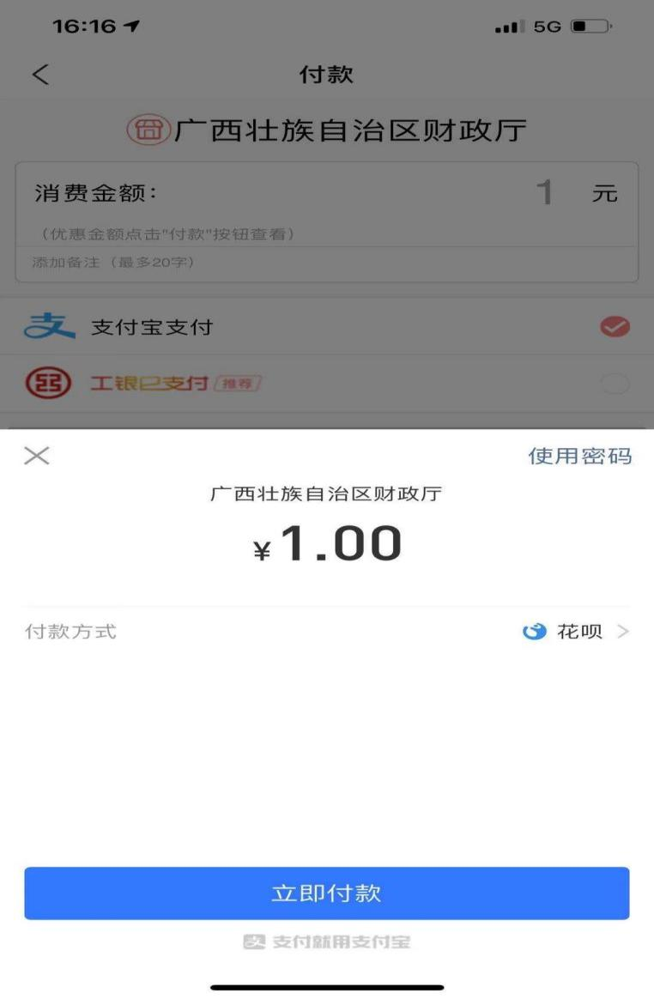 16:16 5G
付款
广西壮族自治区财政厅
消费金额： 1 元
（优惠金额点击"付款"按钮查看）
添加备注（最多20字）
支付宝支付
工银e支付 推荐
使用密码
广西壮族自治区财政厅
¥1.00
付款方式 花呗
立即付款
支付就用支付宝